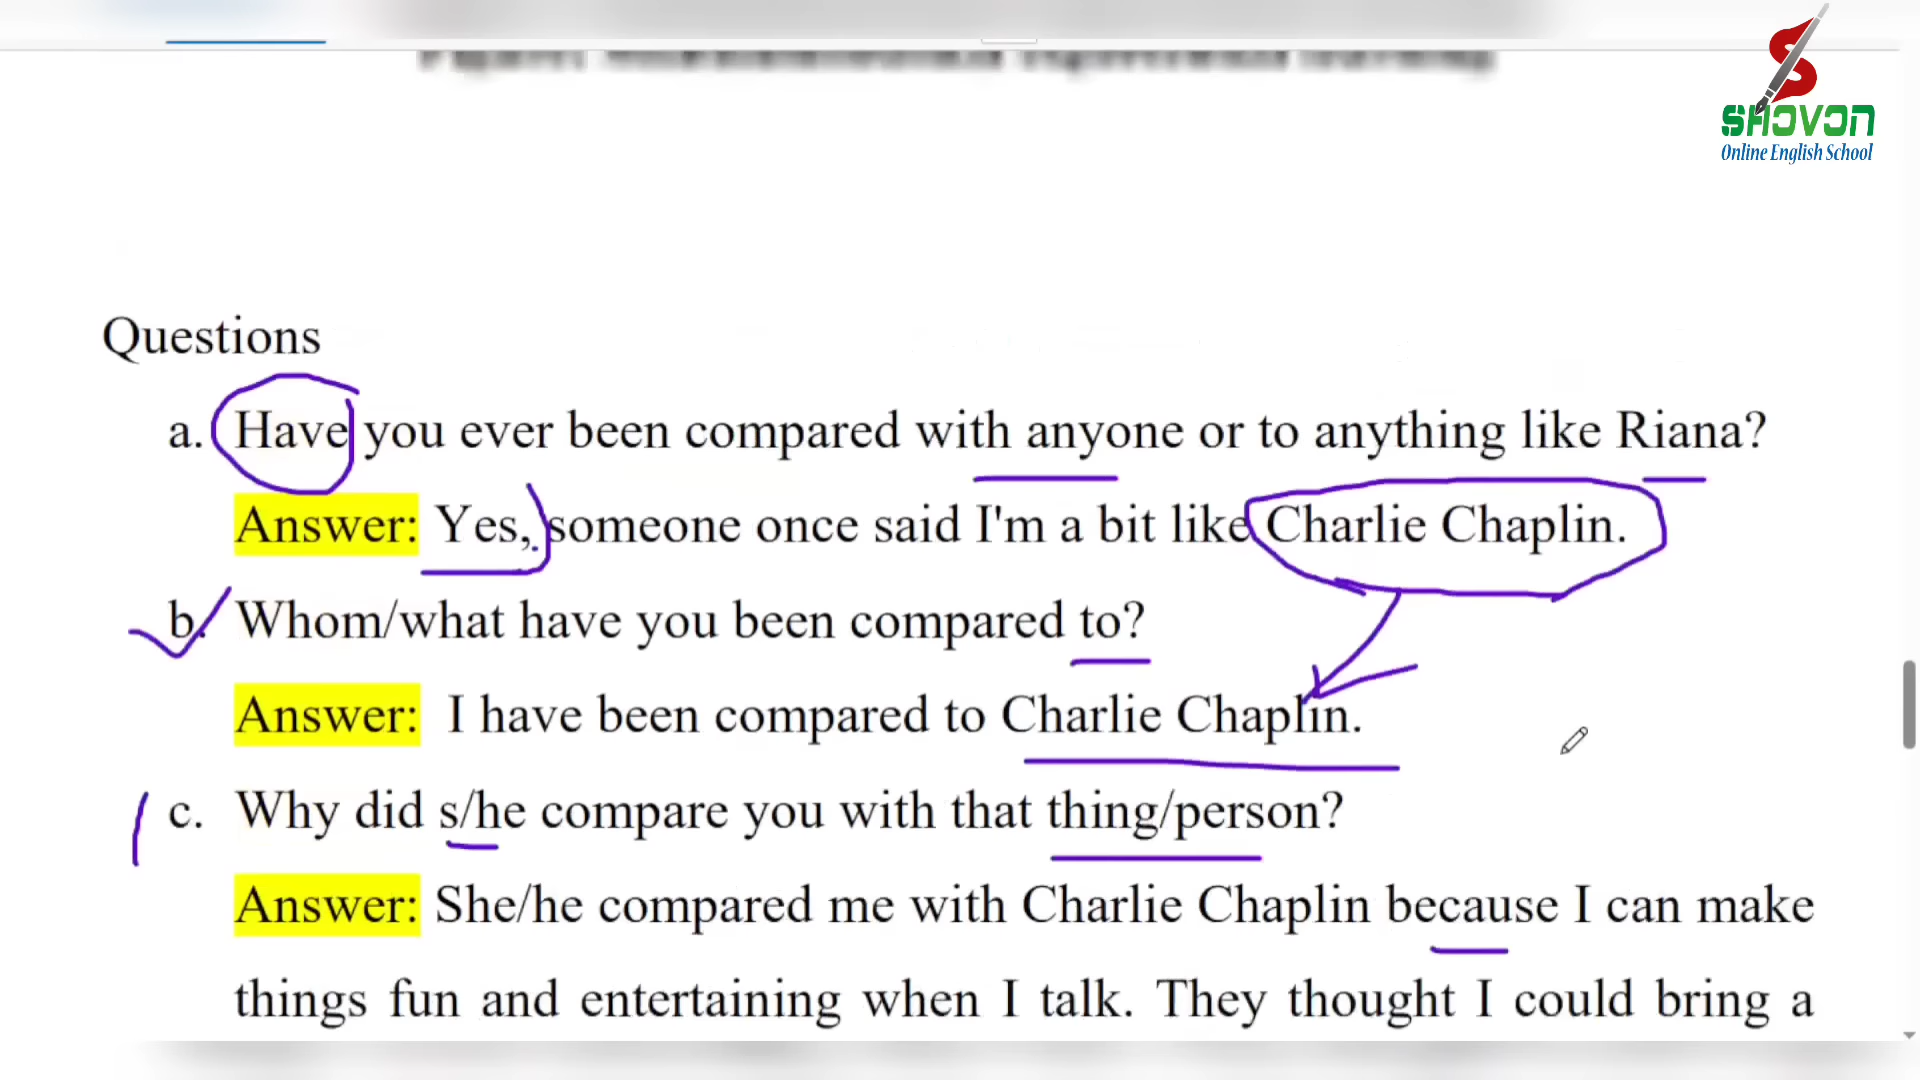 SHOVON
Online English School
Questions
a. Have you ever been compared with anyone or to anything like Riana?
Answer: Yes, someone once said I'm a bit like Charlie Chaplin.
b. Whom/what have you been compared to?
Answer: I have been compared to Charlie Chaplin.
c. Why did s/he compare you with that thing/person?
Answer: She/he compared me with Charlie Chaplin because I can make
things fun and entertaining when I talk. They thought I could bring a